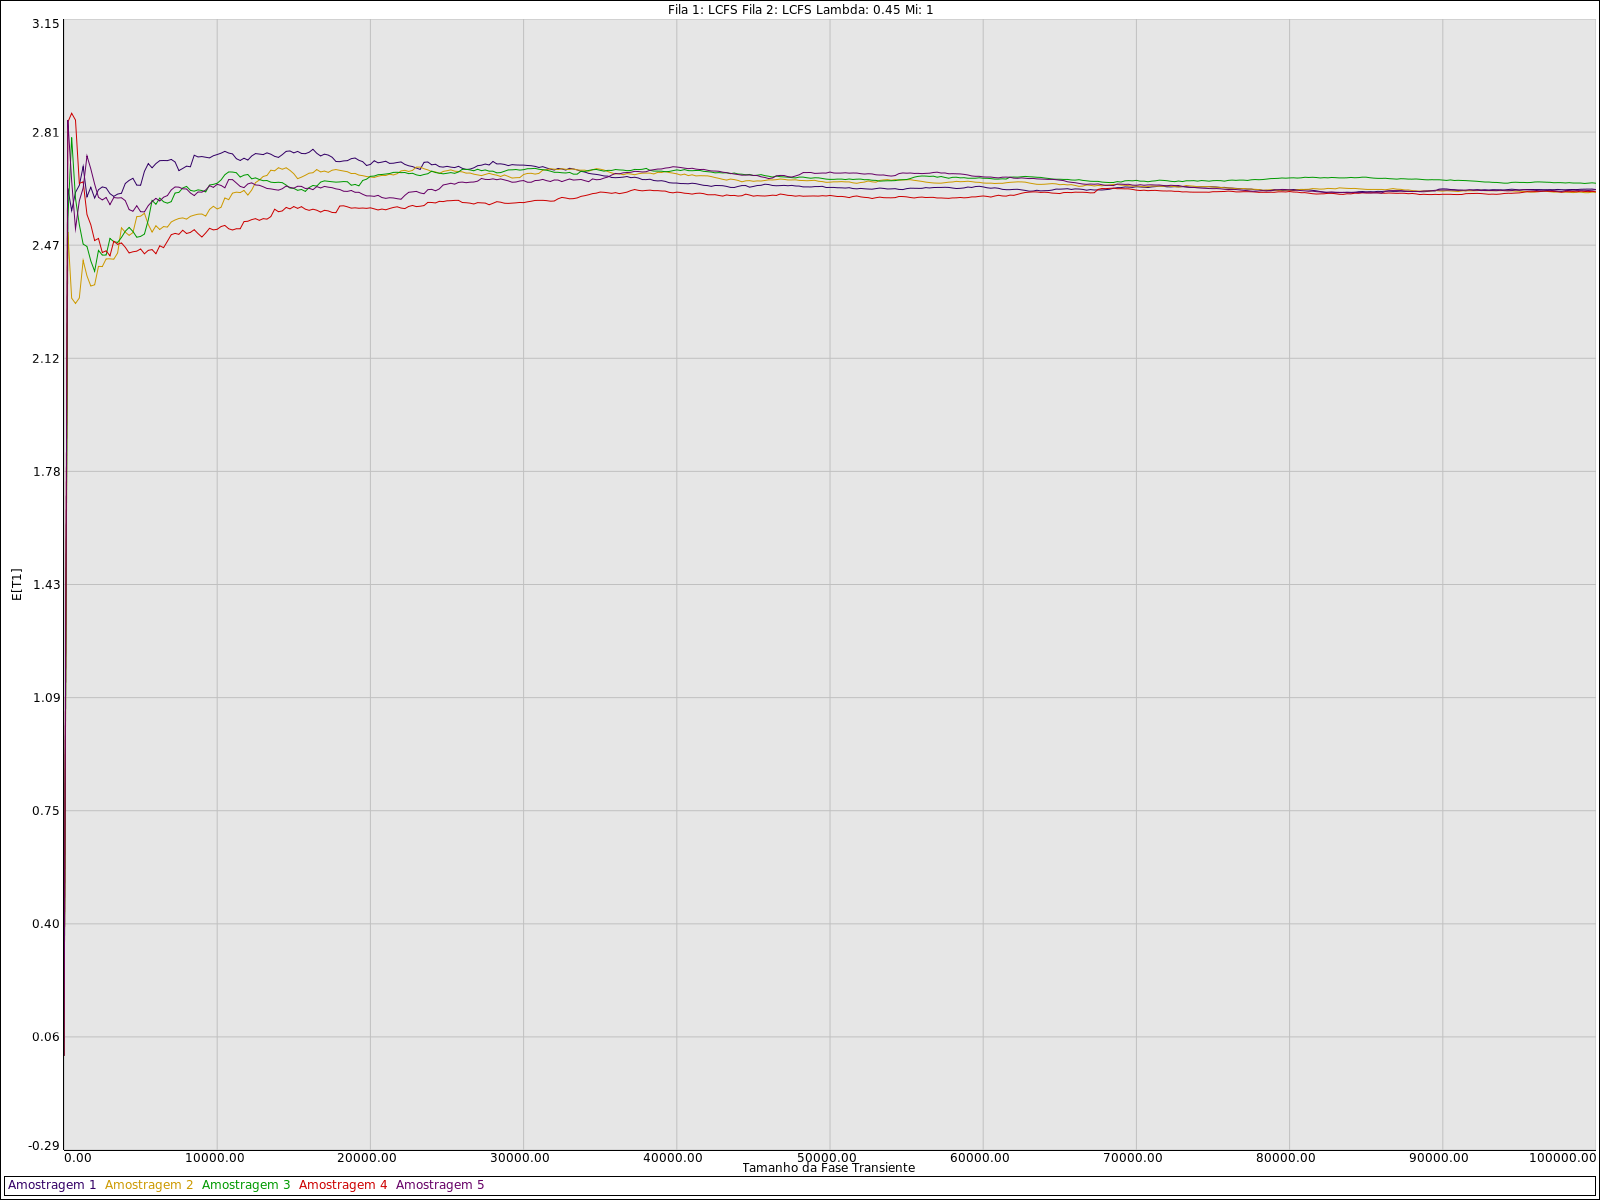 Fila 1: LCFS Fila 2: LCFS Lambda: 0.45 Mi: 1
3.15
2.81
2.47
2.12
1.78
1.43
1.09
0.75
0.40
0.06
-0.29
E[T1]
0.00 10000.00 20000.00 30000.00 40000.00 50000.00 60000.00 70000.00 80000.00 90000.00 100000.00
Tamanho da Fase Transiente
Amostragem 1 Amostragem 2 Amostragem 3 Amostragem 4 Amostragem 5